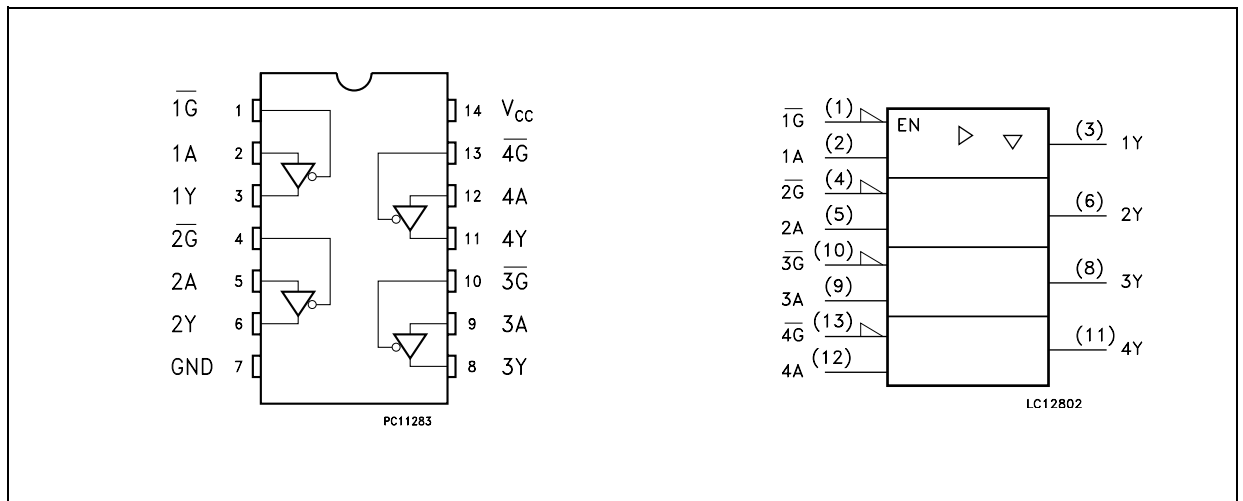 1G 1 14 VCC
1A 2 13 4G
1Y 3 12 4A
2G 4 11 4Y
2A 5 10 3G
2Y 6 9 3A
GND 7 8 3Y
PC11283
1G (1) EN (3) 1Y
1A (2)
2G (4) (6) 2Y
2A (5)
3G (10) (8) 3Y
3A (9)
4G (13) (11) 4Y
4A (12)
LC12802